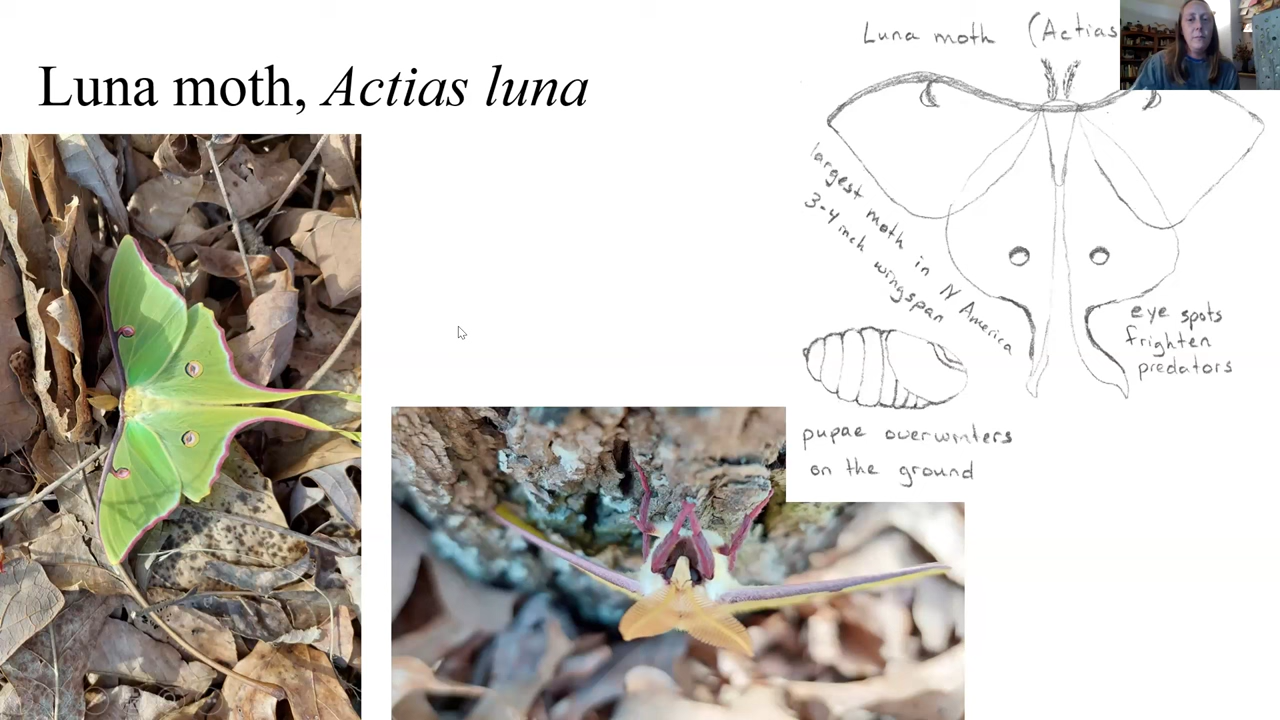 Luna moth, Actias luna
Luna moth (Actias
largest moth in N America
3-4 inch wingspan
eye spots
frighten
predators
pupae overwinters
on the ground